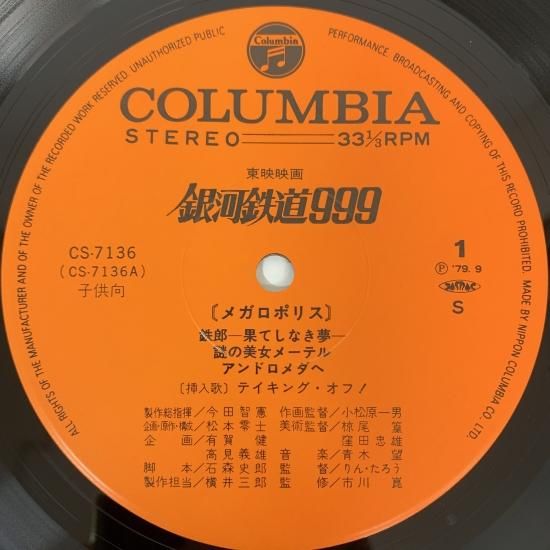 ALL RIGHTS OF THE MANUFACTURER AND OF THE OWNER OF THE RECORDED WORK RESERVED. UNAUTHORIZED PUBLIC PERFORMANCE, BROADCASTING AND COPYING OF THIS RECORD PROHIBITED. MADE BY NIPPON COLUMBIA CO. LTD.
Columbia
COLUMBIA
STEREO 33 1/3 RPM
東映映画
銀河鉄道999
CS-7136
(CS-7136A)
子供向
1
Ⓟ '79. 9
S
〔メガロポリス〕
鉄郎―果てしなき夢―
謎の美女メーテル
アンドロメダへ
〔挿入歌〕テイキング・オフ!
製作総指揮/今田智憲 作画監督/小松原一男
企画・原作・構成/松本零士 美術監督/椋尾篁
企画/有賀健 窪田忠雄
高見義雄 音楽/青木望
脚本/石森史郎 監督/りん・たろう
製作担当/横井三郎 監修/市川崑